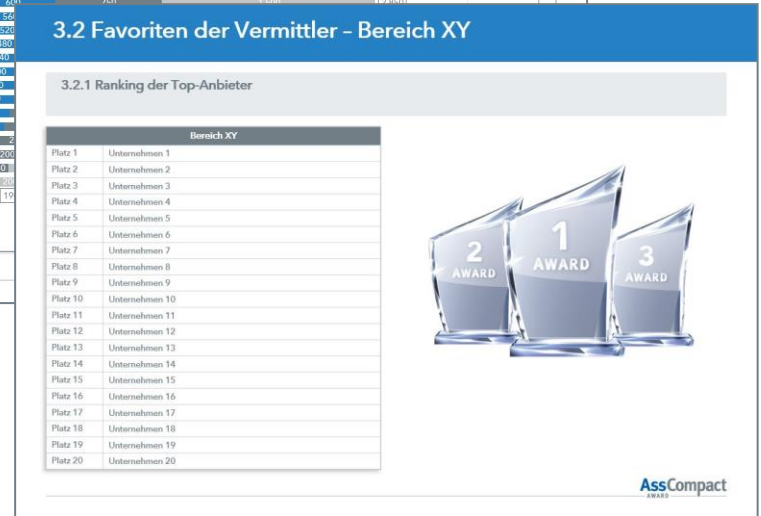 3.2 Favoriten der Vermittler – Bereich XY
3.2.1 Ranking der Top-Anbieter
Bereich XY
Platz 1 Unternehmen 1
Platz 2 Unternehmen 2
Platz 3 Unternehmen 3
Platz 4 Unternehmen 4
Platz 5 Unternehmen 5
Platz 6 Unternehmen 6
Platz 7 Unternehmen 7
Platz 8 Unternehmen 8
Platz 9 Unternehmen 9
Platz 10 Unternehmen 10
Platz 11 Unternehmen 11
Platz 12 Unternehmen 12
Platz 13 Unternehmen 13
Platz 14 Unternehmen 14
Platz 15 Unternehmen 15
Platz 16 Unternehmen 16
Platz 17 Unternehmen 17
Platz 18 Unternehmen 18
Platz 19 Unternehmen 19
Platz 20 Unternehmen 20
2
AWARD
1
AWARD
3
AWARD
AssCompact
AWARD